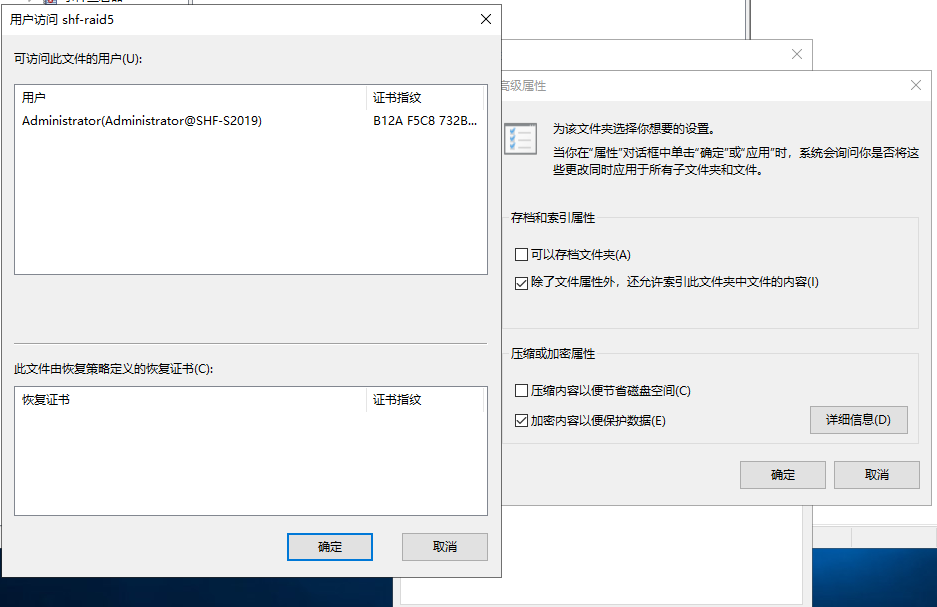 用户访问 shf-raid5
可访问此文件的用户(U):
用户 证书指纹
Administrator(Administrator@SHF-S2019) B12A F5C8 732B...
此文件由恢复策略定义的恢复证书(C):
恢复证书 证书指纹
确定 取消
高级属性
为该文件夹选择你想要的设置。
当你在"属性"对话框中单击"确定"或"应用"时，系统会询问你是否将这
些更改同时应用于所有子文件夹和文件。
存档和索引属性
可以存档文件夹(A)
除了文件属性外，还允许索引此文件夹中文件的内容(I)
压缩或加密属性
压缩内容以便节省磁盘空间(C)
加密内容以便保护数据(E)
详细信息(D)
确定 取消